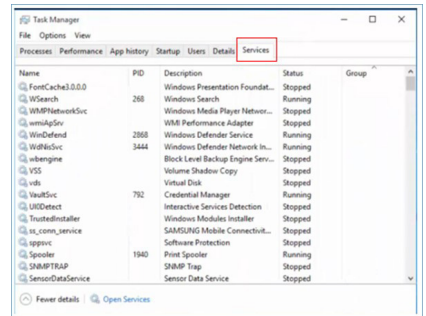 Task Manager
File Options View
Processes Performance App history Startup Users Details Services
Name PID Description Status Group
FontCache3.0.0.0 Windows Presentation Foundat... Stopped
WSearch 268 Windows Search Running
WMPNetworkSvc Windows Media Player Networ... Stopped
wmiApSrv WMI Performance Adapter Stopped
WinDefend 2868 Windows Defender Service Running
WdNisSvc 3444 Windows Defender Network In... Running
wbengine Block Level Backup Engine Serv... Stopped
VSS Volume Shadow Copy Stopped
vds Virtual Disk Stopped
VaultSvc 792 Credential Manager Running
UI0Detect Interactive Services Detection Stopped
TrustedInstaller Windows Modules Installer Stopped
ss_conn_service SAMSUNG Mobile Connectivit... Stopped
sppsvc Software Protection Stopped
Spooler 1940 Print Spooler Running
SNMPTRAP SNMP Trap Stopped
SensorDataService Sensor Data Service Stopped
Fewer details Open Services